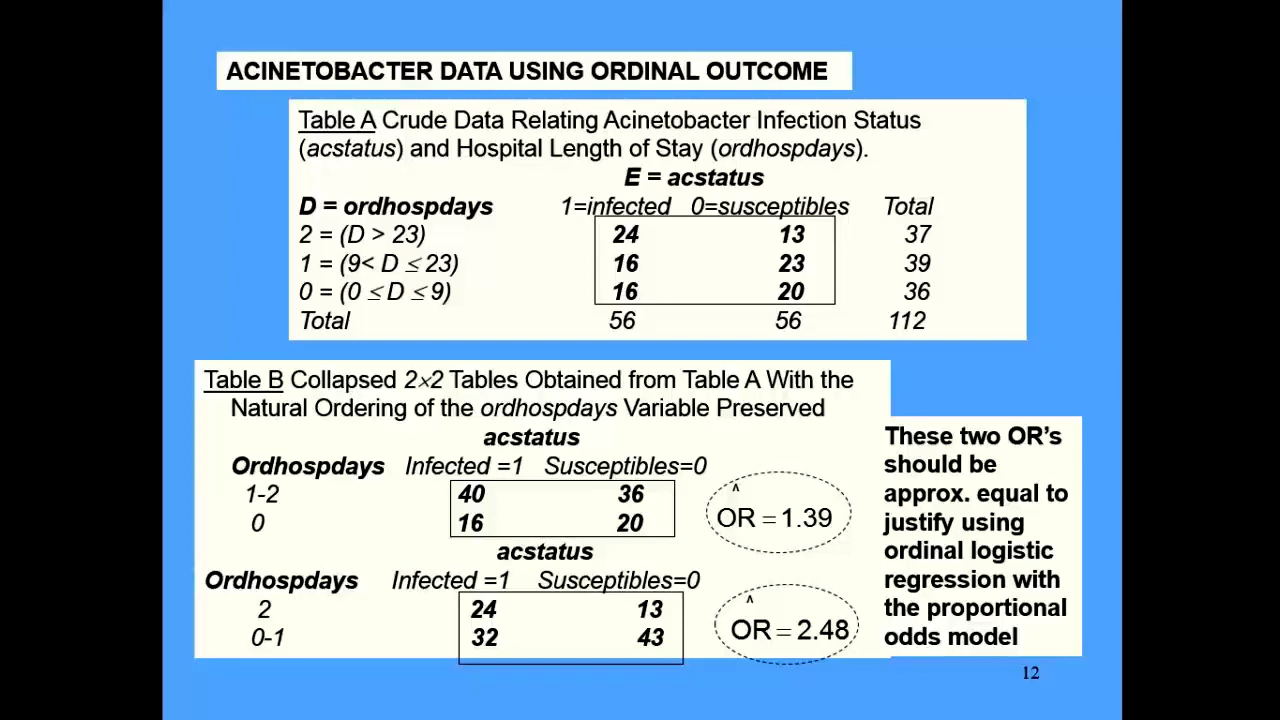 ACINETOBACTER DATA USING ORDINAL OUTCOME
Table A Crude Data Relating Acinetobacter Infection Status
(acstatus) and Hospital Length of Stay (ordhospdays).
E = acstatus
D = ordhospdays 1=infected 0=susceptibles Total
2 = (D > 23) 24 13 37
1 = (9< D ≤ 23) 16 23 39
0 = (0 ≤ D ≤ 9) 16 20 36
Total 56 56 112
Table B Collapsed 2×2 Tables Obtained from Table A With the
Natural Ordering of the ordhospdays Variable Preserved
acstatus
Ordhospdays Infected =1 Susceptibles=0
1-2 40 36
0 16 20
^
OR = 1.39
acstatus
Ordhospdays Infected =1 Susceptibles=0
2 24 13
0-1 32 43
^
OR = 2.48
These two OR's
should be
approx. equal to
justify using
ordinal logistic
regression with
the proportional
odds model
12